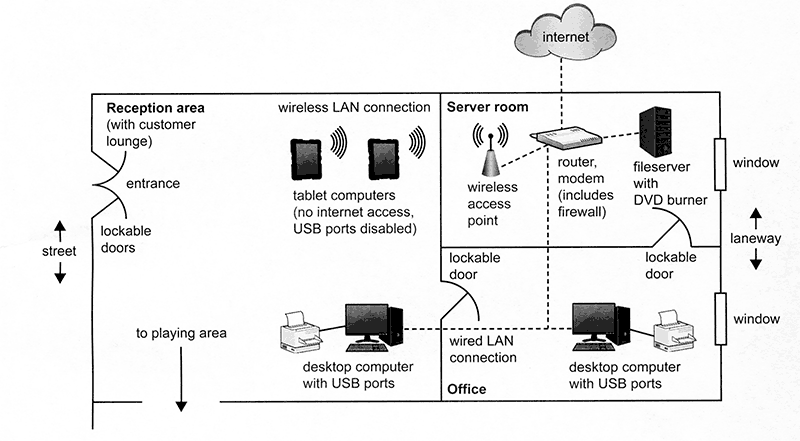 internet
Reception area
(with customer
lounge)
entrance
lockable
doors
street
to playing area
wireless LAN connection
tablet computers
(no internet access,
USB ports disabled)
desktop computer
with USB ports
Server room
wireless
access
point
router,
modem
(includes
firewall)
fileserver
with
DVD burner
window
laneway
lockable
door
lockable
door
wired LAN
connection
desktop computer
with USB ports
window
Office